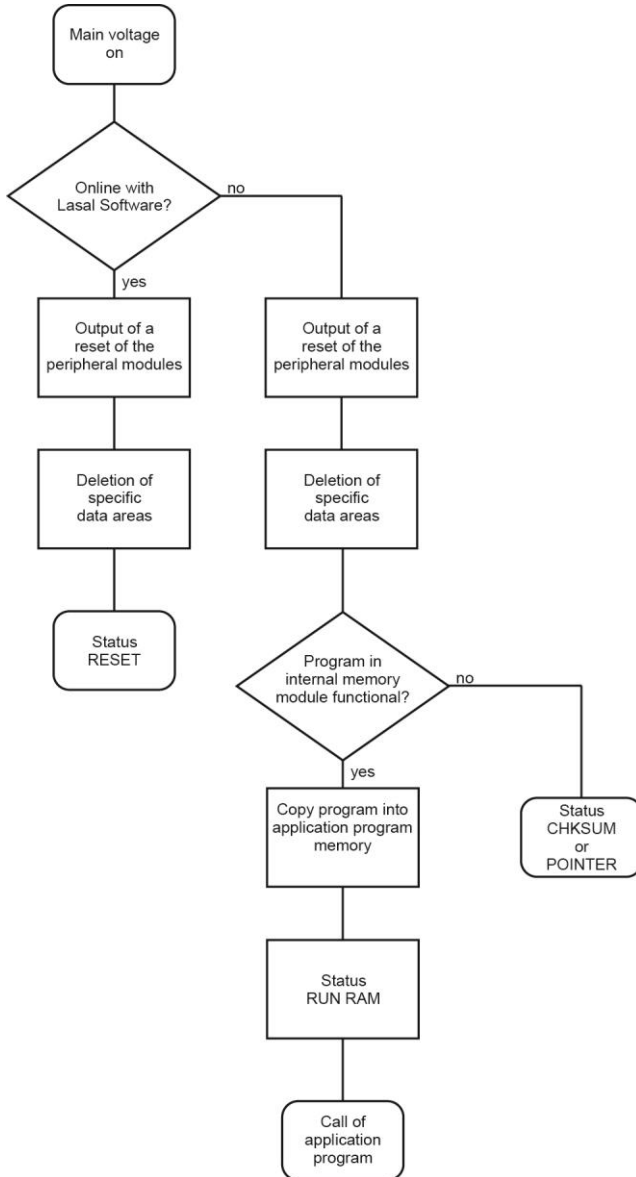 Main voltage
on
Online with
Lasal Software?
no
yes
Output of a
reset of the
peripheral modules
Output of a
reset of the
peripheral modules
Deletion of
specific
data areas
Deletion of
specific
data areas
Status
RESET
Program in
internal memory
module functional?
no
yes
Copy program into
application program
memory
Status
CHKSUM
or
POINTER
Status
RUN RAM
Call of
application
program